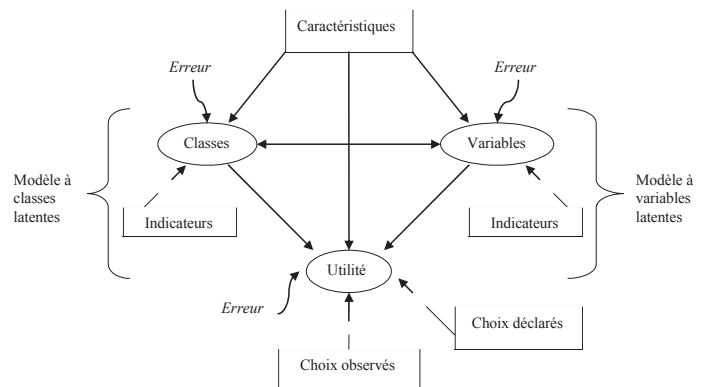 Caractéristiques
Erreur
Erreur
Classes
Variables
Modèle à
classes
latentes
Modèle à
variables
latentes
Indicateurs
Indicateurs
Utilité
Erreur
Choix déclarés
Choix observés